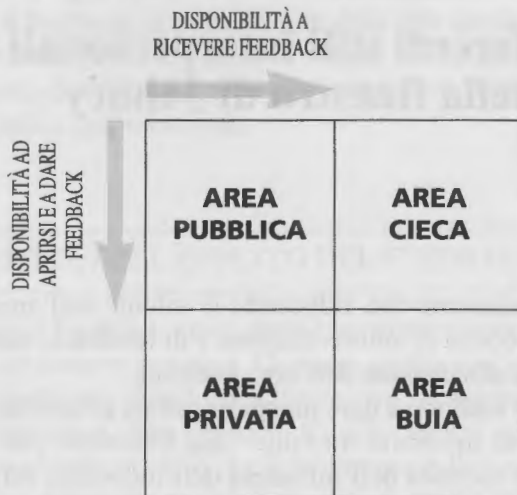 DISPONIBILITÀ A
RICEVERE FEEDBACK
DISPONIBILITÀ AD
APRIRSI E A DARE
FEEDBACK
AREA
PUBBLICA
AREA
CIECA
AREA
PRIVATA
AREA
BUIA